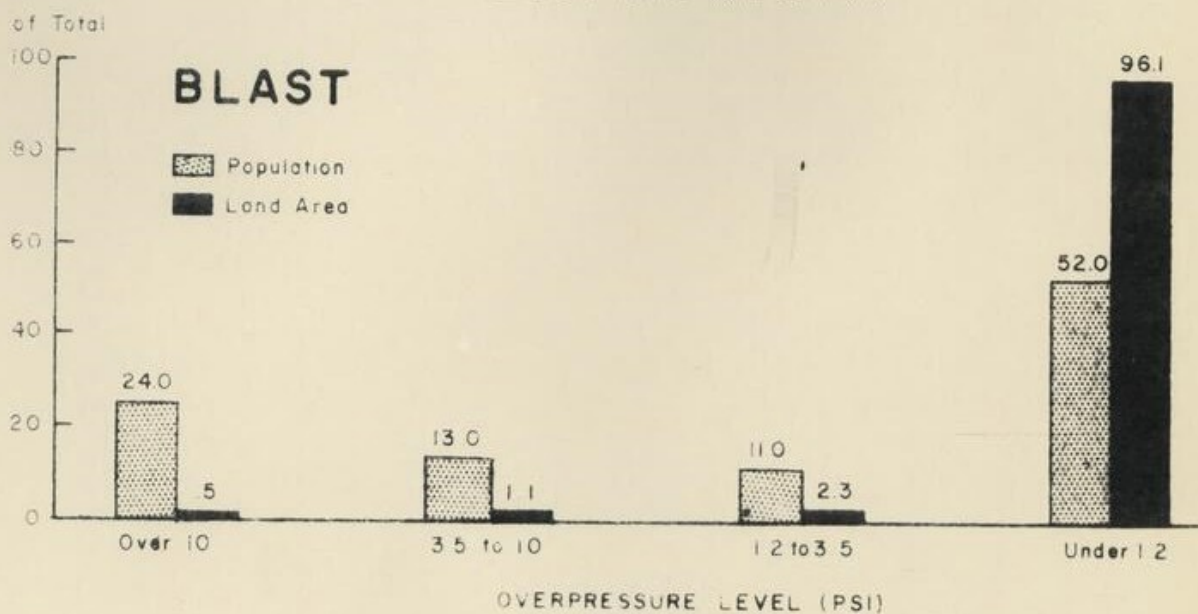 of Total
100
BLAST
96.1
80
Population
Land Area
60
52.0
40
24.0
20
13.0
11.0
.5
1.1
2.3
0
Over 10
3.5 to 10
1.2 to 3.5
Under 1.2
OVERPRESSURE LEVEL (PSI)